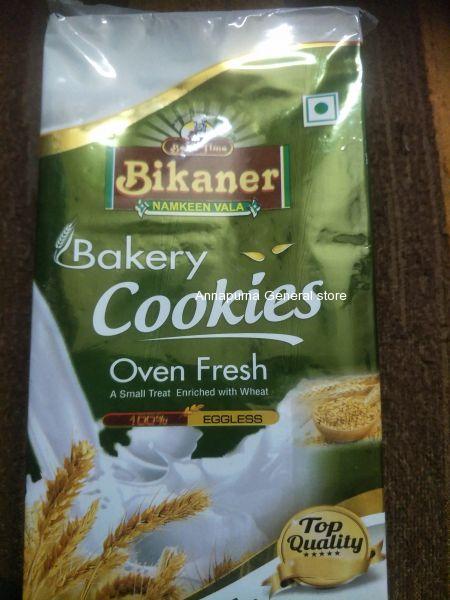 Bikaner
NAMKEEN VALA
Bakery
Cookies
Annapurna General store
Oven Fresh
A Small Treat Enriched with Wheat
100% EGGLESS
Top
Quality